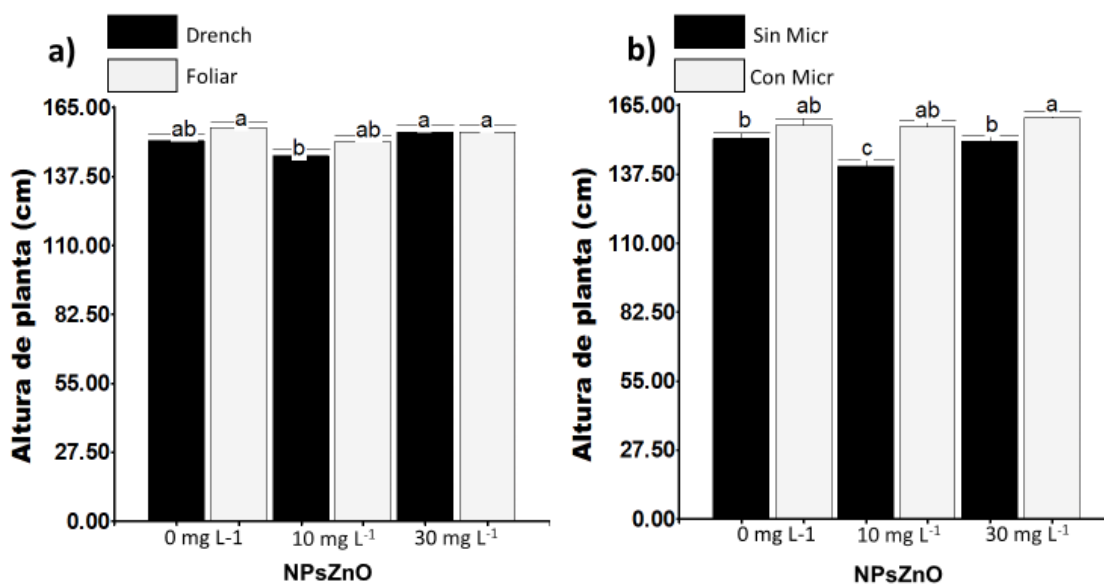 a)
Drench
Foliar
Altura de planta (cm)
165.00
137.50
110.00
82.50
55.00
27.50
0.00
ab a b ab a a
0 mg L-1 10 mg L⁻¹ 30 mg L⁻¹
NPsZnO
b)
Sin Micr
Con Micr
Altura de planta (cm)
165.00
137.50
110.00
82.50
55.00
27.50
0.00
b ab c ab b a
0 mg L-1 10 mg L⁻¹ 30 mg L⁻¹
NPsZnO